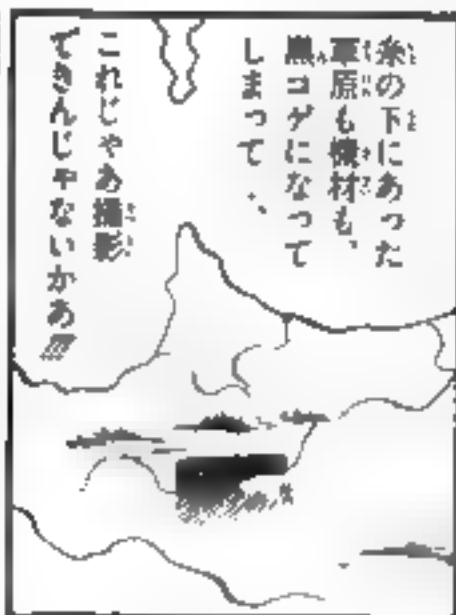 糸の下にあった
草原も機材も、
黒コゲになって
しまって‥、
これじゃあ撮影
できんじゃないかあ!!!!